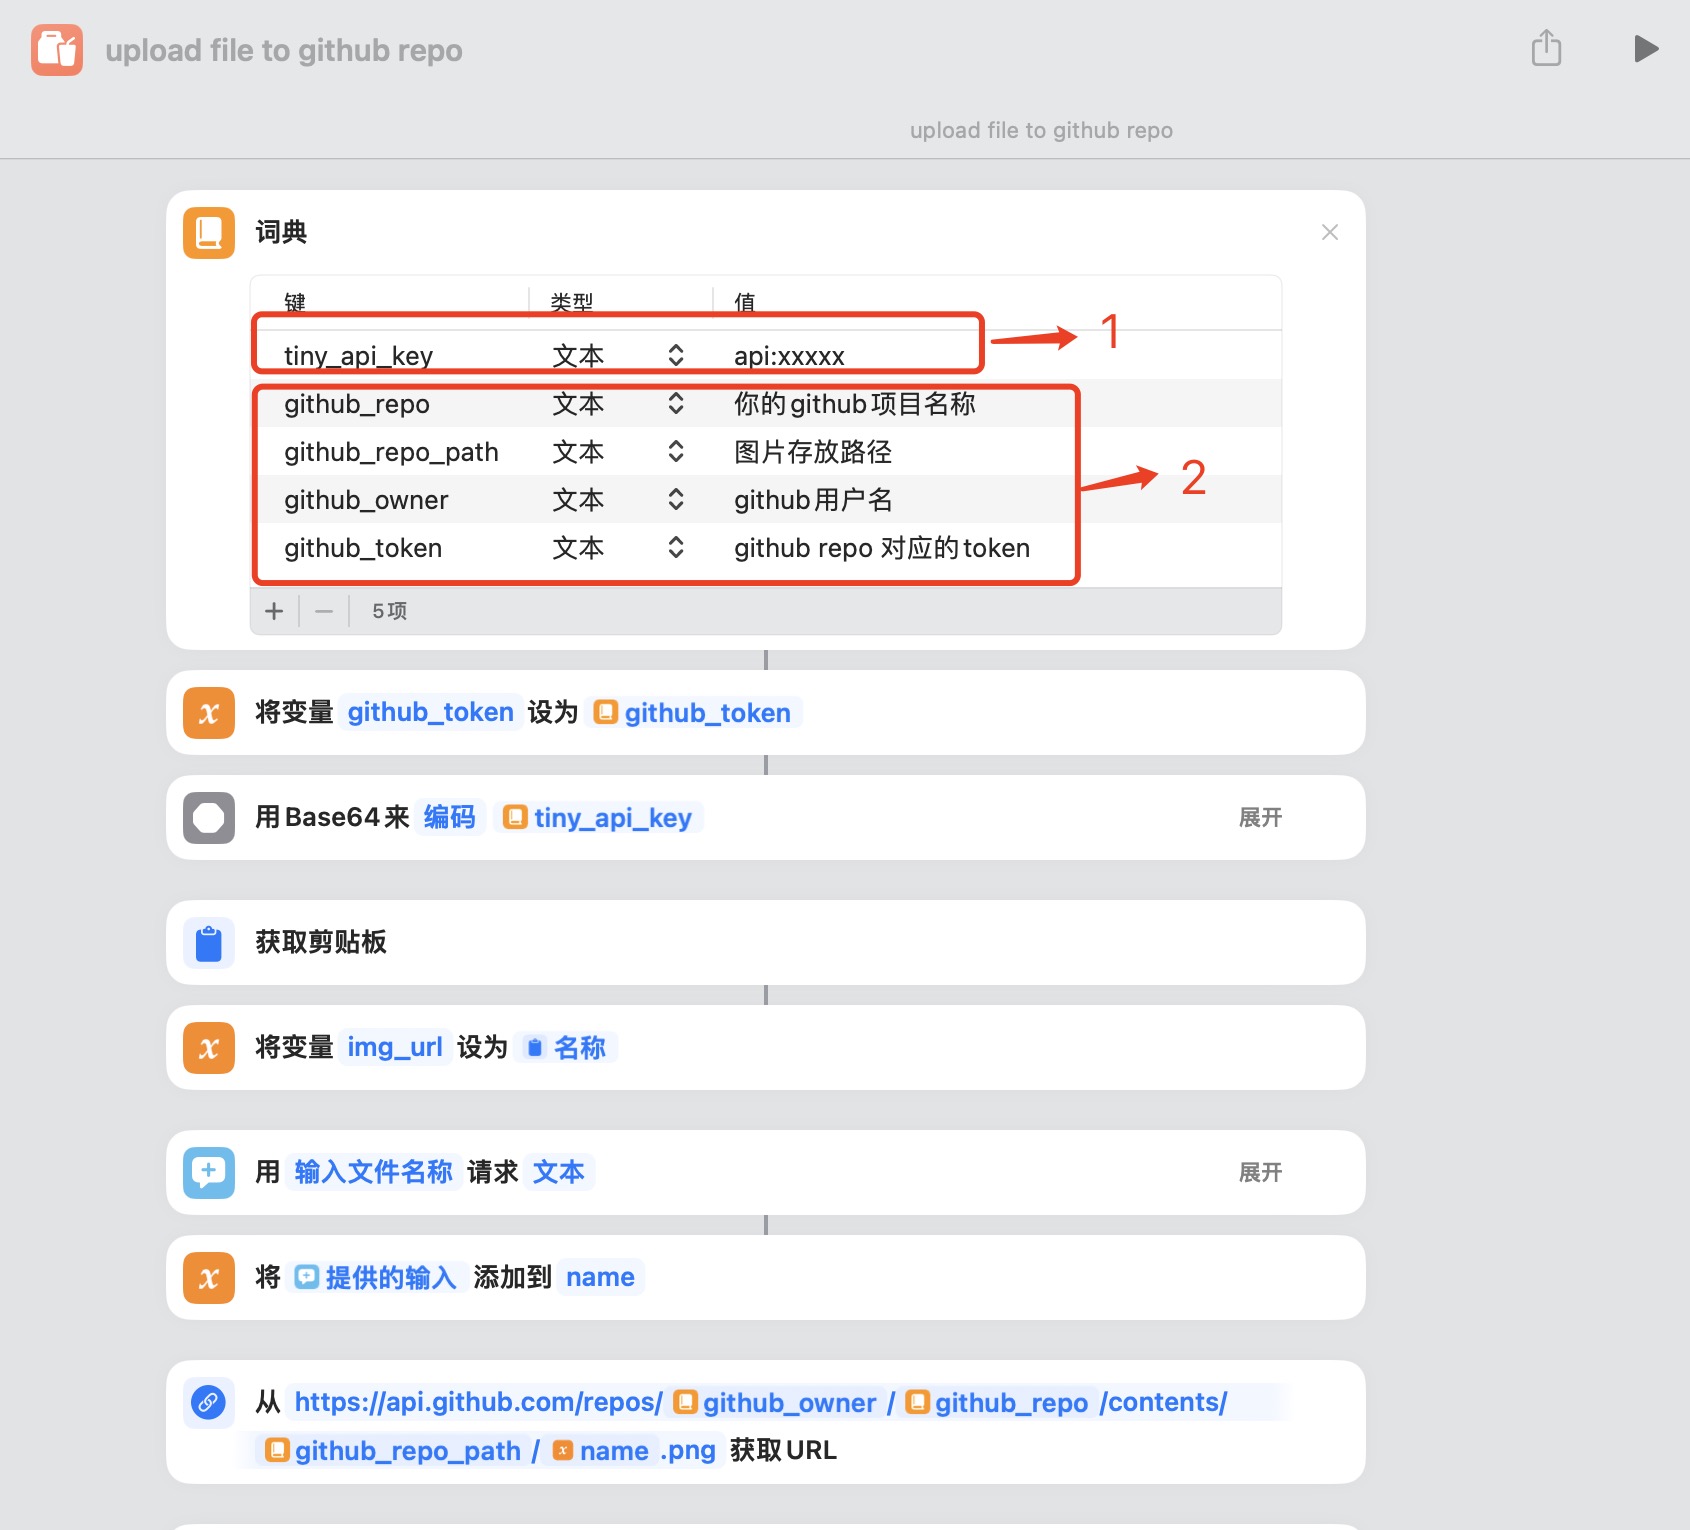 upload file to github repo
upload file to github repo
词典
键 类型 值
tiny_api_key 文本 api:xxxxx
1
github_repo 文本 你的github项目名称
github_repo_path 文本 图片存放路径
github_owner 文本 github用户名
github_token 文本 github repo 对应的token
2
+ − 5项
将变量 github_token 设为 github_token
用Base64来 编码 tiny_api_key 展开
获取剪贴板
将变量 img_url 设为 名称
用 输入文件名称 请求 文本 展开
将 提供的输入 添加到 name
从 https://api.github.com/repos/ github_owner / github_repo /contents/
github_repo_path / name .png 获取URL